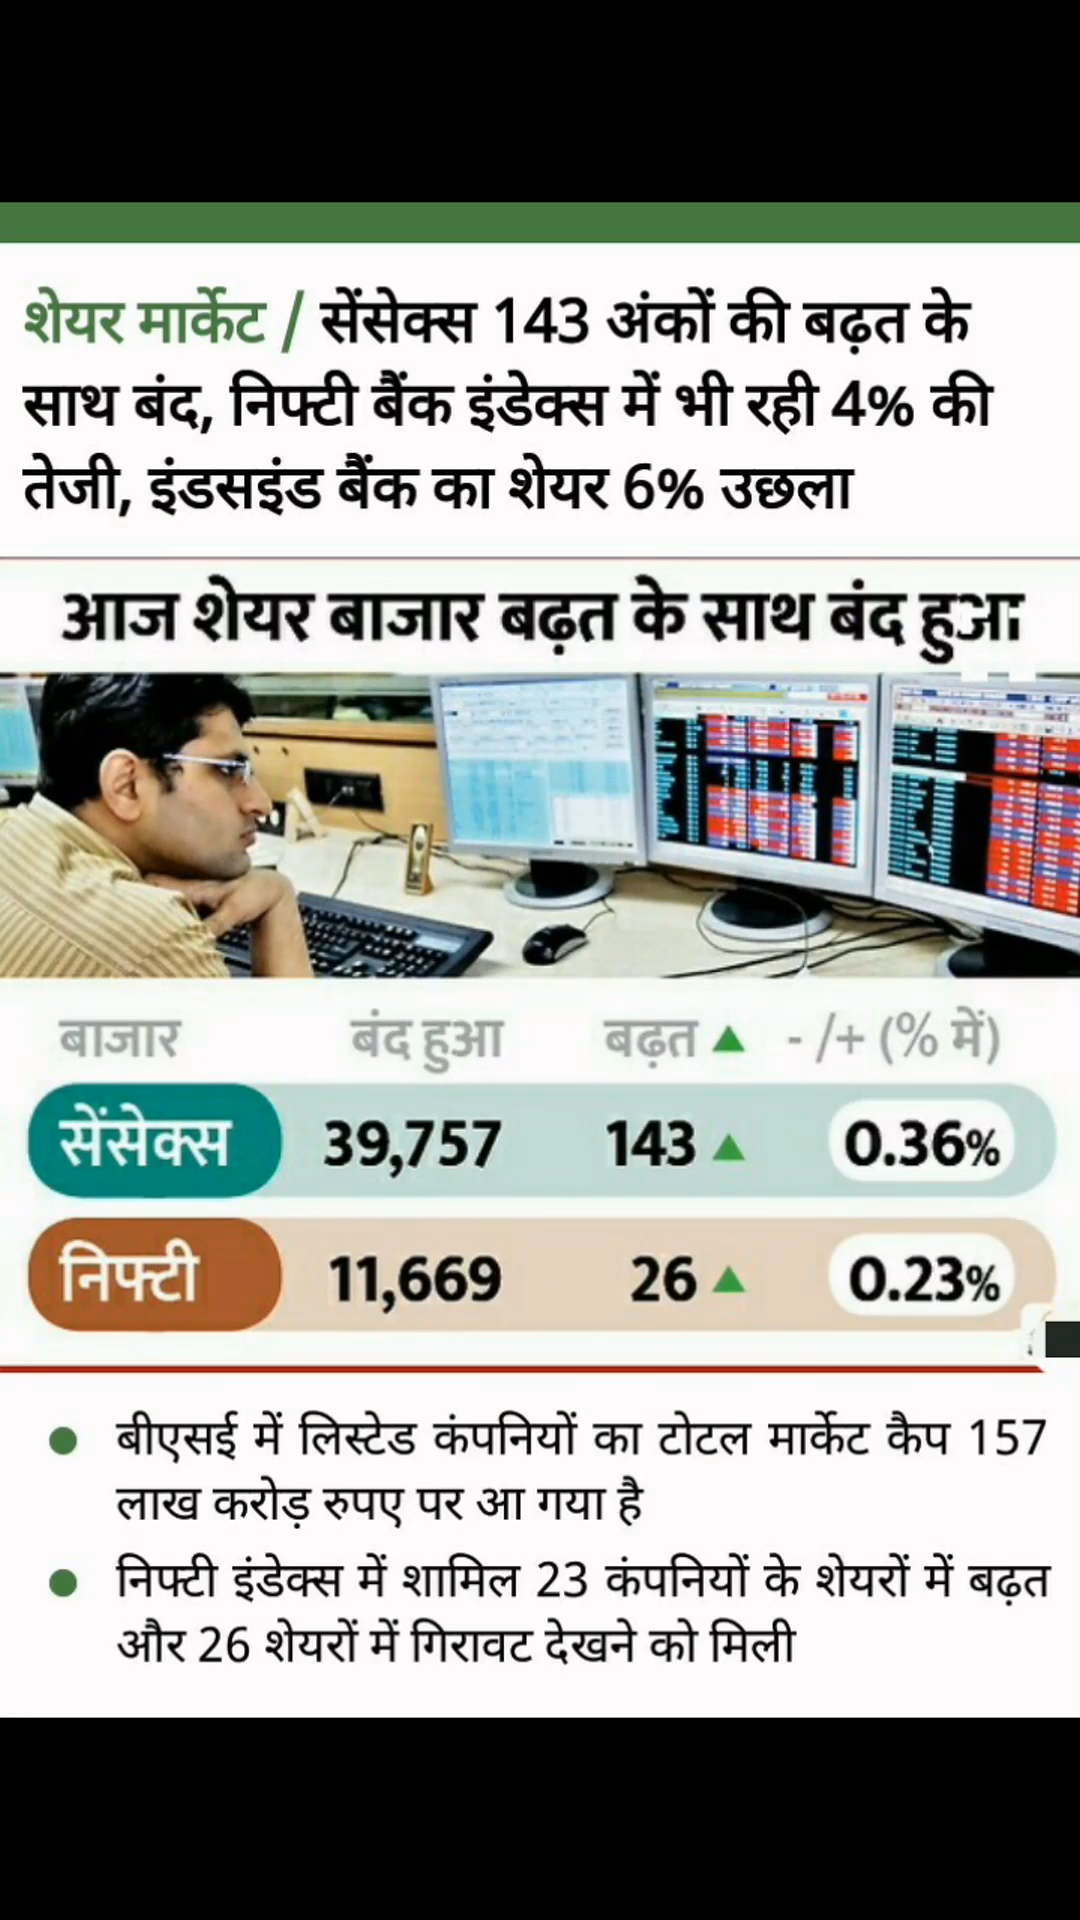 शेयर मार्केट / सेंसेक्स 143 अंकों की बढ़त के
साथ बंद, निफ्टी बैंक इंडेक्स में भी रही 4% की
तेजी, इंडसइंड बैंक का शेयर 6% उछला
आज शेयर बाजार बढ़त के साथ बंद हुआ
बाजार बंद हुआ बढ़त ▲ - /+ (% में)
सेंसेक्स 39,757 143 ▲ 0.36%
निफ्टी 11,669 26 ▲ 0.23%
● बीएसई में लिस्टेड कंपनियों का टोटल मार्केट कैप 157
लाख करोड़ रुपए पर आ गया है
● निफ्टी इंडेक्स में शामिल 23 कंपनियों के शेयरों में बढ़त
और 26 शेयरों में गिरावट देखने को मिली